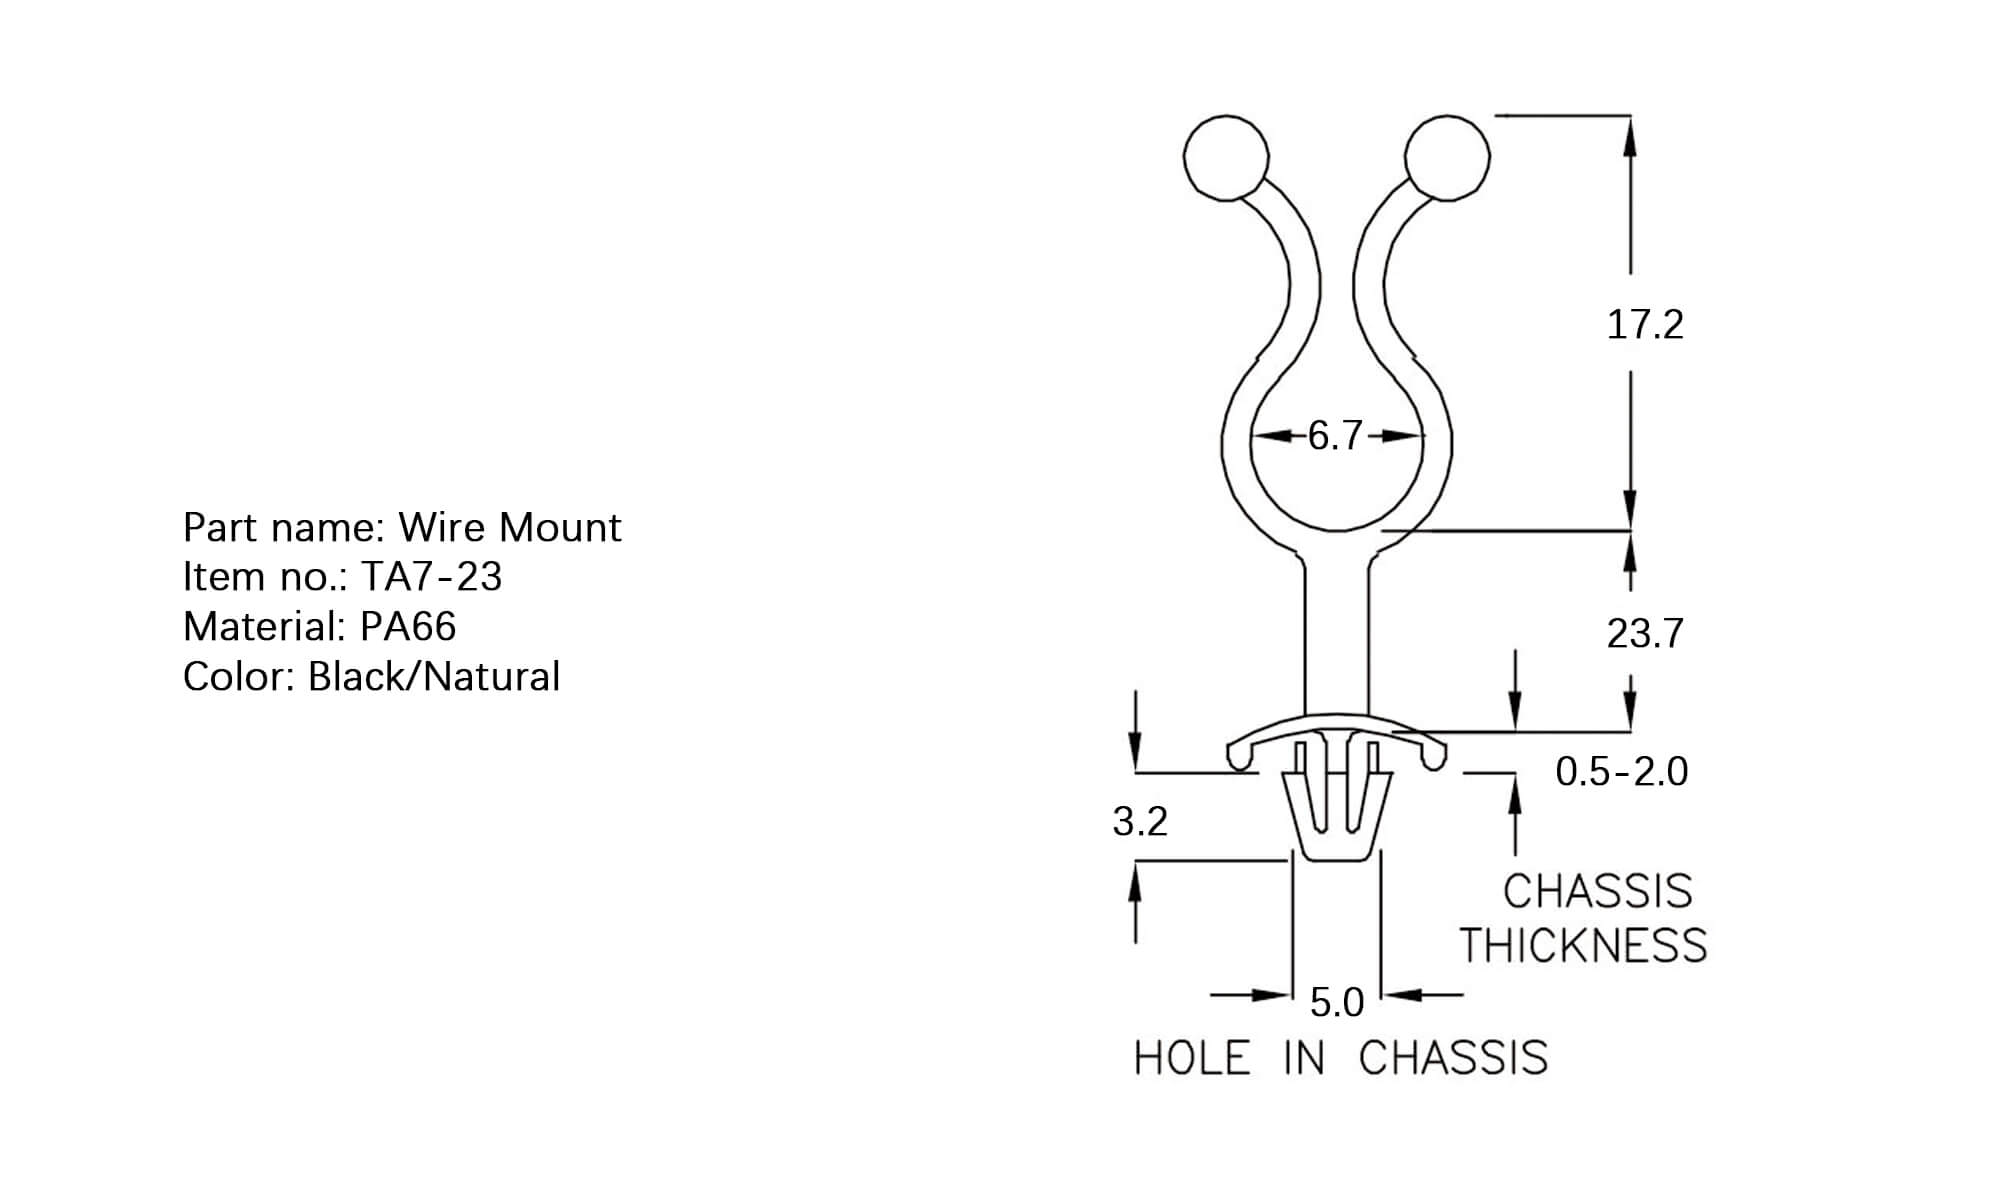 Part name: Wire Mount
Item no.: TA7-23
Material: PA66
Color: Black/Natural
17.2
6.7
23.7
0.5-2.0
3.2
CHASSIS
THICKNESS
5.0
HOLE IN CHASSIS